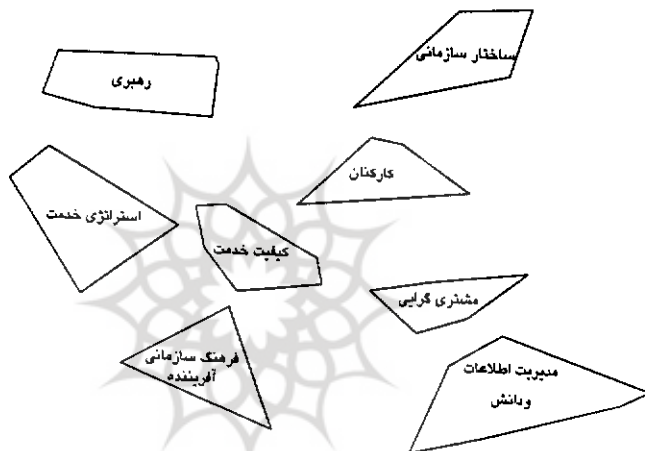 ساختار سازمانی
رهبری
کارکنان
استراتژی خدمت
کیفیت خدمت
مشتری گرایی
فرهنگ سازمانی
آفریننده
مدیریت اطلاعات
ودانش